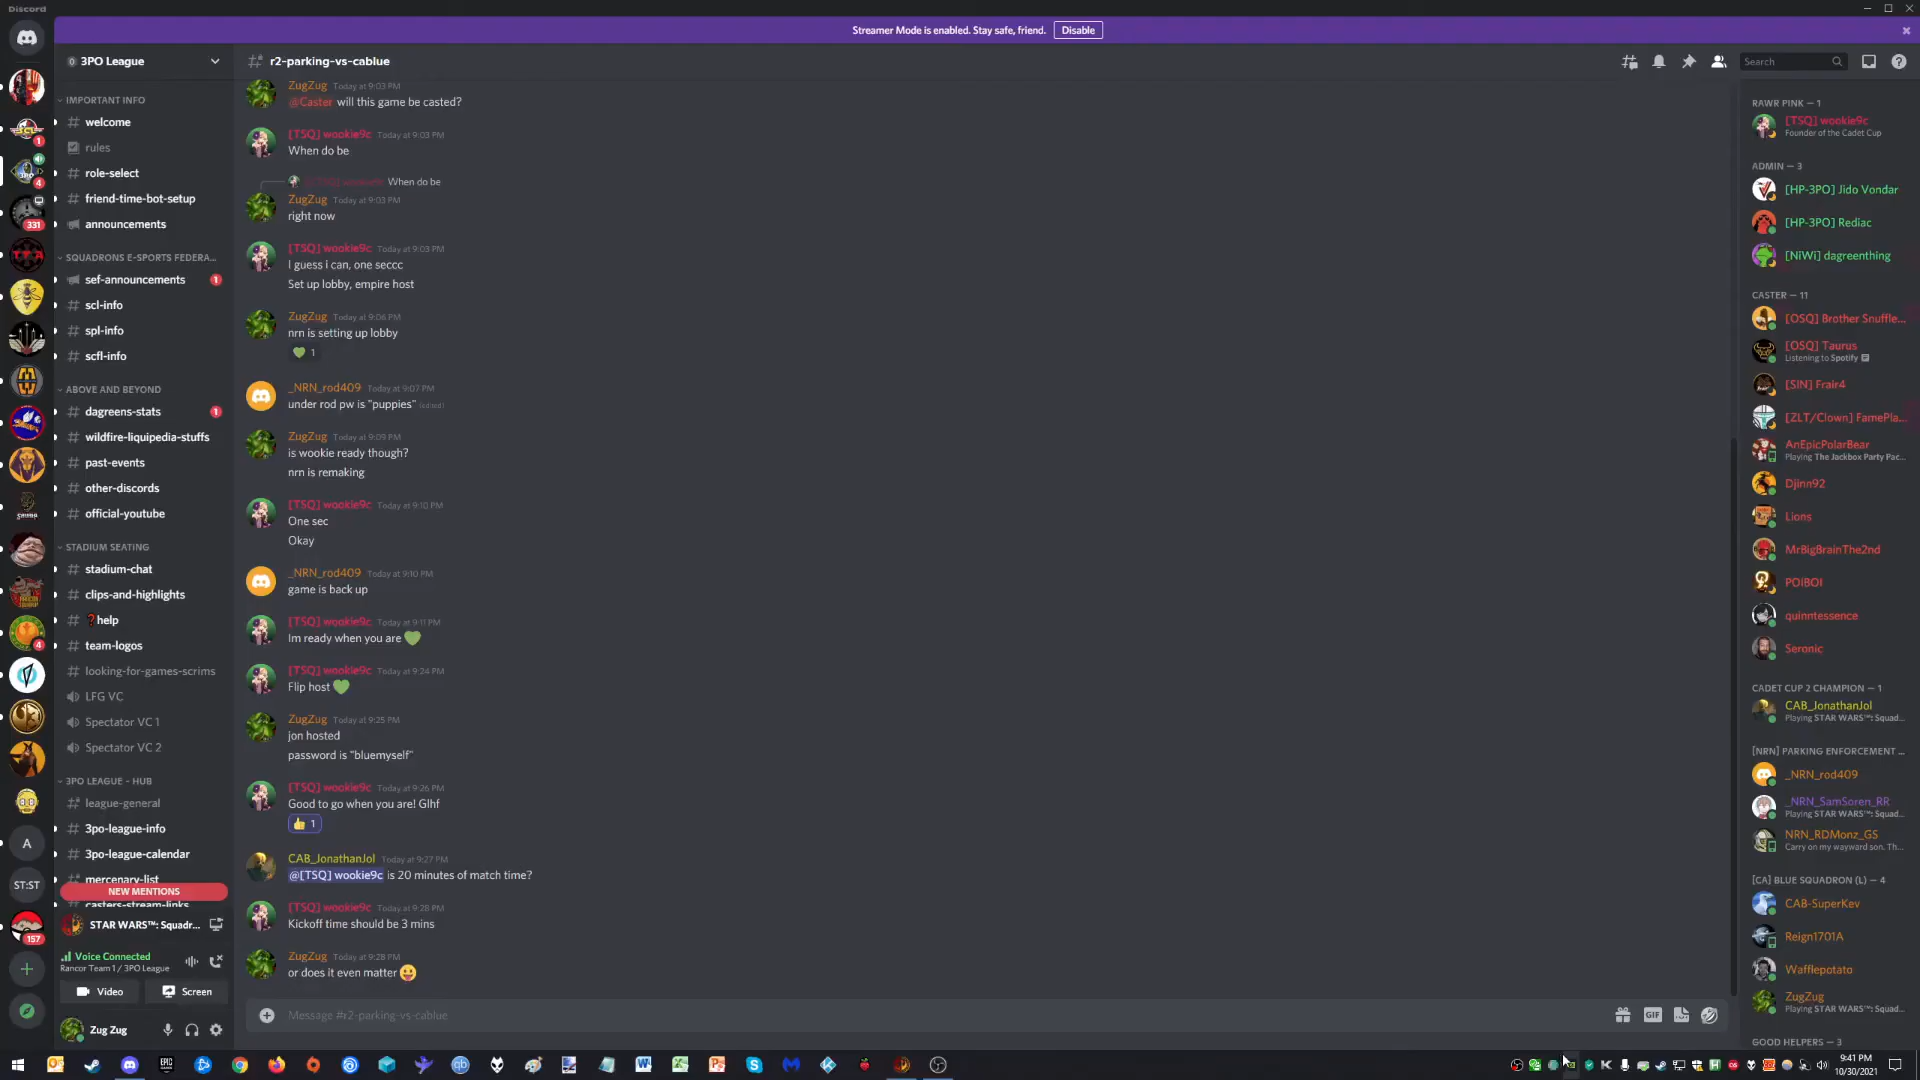 Discord
Streamer Mode is enabled. Stay safe, friend.
Disable
3PO League
r2-parking-vs-cablue
Search
IMPORTANT INFO
welcome
rules
role-select
friend-time-bot-setup
announcements
SQUADRONS E-SPORTS FEDERA...
sef-announcements
1
scl-info
spl-info
scfl-info
ABOVE AND BEYOND
dagreens-stats
1
wildfire-liquipedia-stuffs
past-events
other-discords
official-youtube
STADIUM SEATING
stadium-chat
clips-and-highlights
❓help
team-logos
looking-for-games-scrims
LFG VC
Spectator VC 1
Spectator VC 2
3PO LEAGUE - HUB
league-general
3po-league-info
3po-league-calendar
mercenary-list
NEW MENTIONS
casters-stream-links
STAR WARS™: Squadr...
Voice Connected
Rancor Team 1 / 3PO League
Video
Screen
Zug Zug
1
4
331
4
A
ST:ST
157
ZugZug Today at 9:03 PM
@Caster will this game be casted?
[TSQ] wookie9c Today at 9:03 PM
When do be
When do be
ZugZug Today at 9:03 PM
right now
[TSQ] wookie9c Today at 9:03 PM
I guess i can, one seccc
Set up lobby, empire host
ZugZug Today at 9:06 PM
nrn is setting up lobby
1
_NRN_rod409 Today at 9:07 PM
under rod pw is "puppies" (edited)
ZugZug Today at 9:09 PM
is wookie ready though?
nrn is remaking
[TSQ] wookie9c Today at 9:10 PM
One sec
Okay
_NRN_rod409 Today at 9:10 PM
game is back up
[TSQ] wookie9c Today at 9:11 PM
Im ready when you are 💚
[TSQ] wookie9c Today at 9:24 PM
Flip host 💚
ZugZug Today at 9:25 PM
jon hosted
password is "bluemyself"
[TSQ] wookie9c Today at 9:26 PM
Good to go when you are! Glhf
👍 1
CAB_JonathanJol Today at 9:27 PM
@[TSQ] wookie9c is 20 minutes of match time?
[TSQ] wookie9c Today at 9:28 PM
Kickoff time should be 3 mins
ZugZug Today at 9:28 PM
or does it even matter 😛
Message #r2-parking-vs-cablue
GIF
RAWR PINK — 1
[TSQ] wookie9c
Founder of the Cadet Cup
ADMIN — 3
[HP-3PO] Jido Vondar
[HP-3PO] Rediac
[NiWi] dagreenthing
CASTER — 11
[OSQ] Brother Snuffle...
[OSQ] Taurus
Listening to Spotify
[SIN] Frair4
[ZLT/Clown] FamePla...
AnEpicPolarBear
Playing The Jackbox Party Pac...
Djinn92
Lions
MrBigBrainThe2nd
POiBOI
quinntessence
Seronic
CADET CUP 2 CHAMPION — 1
CAB_JonathanJol
Playing STAR WARS™: Squad...
[NRN] PARKING ENFORCEMENT ...
_NRN_rod409
_NRN_SamSoren_RR
Playing STAR WARS™: Squad...
NRN_RDMonz_GS
Carry on my wayward son. Th...
[CA] BLUE SQUADRON (L) — 4
CAB-SuperKev
Reign1701A
Wafflepotato
ZugZug
Playing STAR WARS™: Squad...
GOOD HELPERS — 3
9:41 PM
10/30/2021